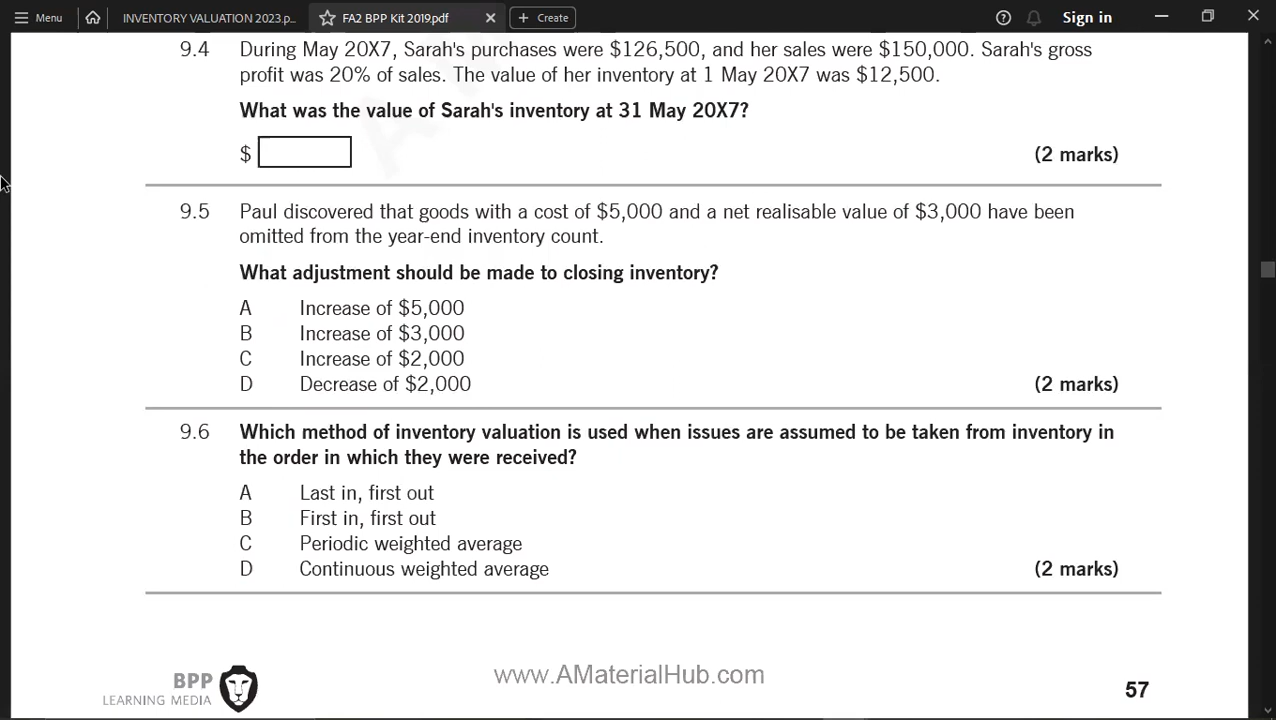 Menu
INVENTORY VALUATION 2023.p...
FA2 BPP Kit 2019.pdf
Create
Sign in
9.4 During May 20X7, Sarah's purchases were $126,500, and her sales were $150,000. Sarah's gross
profit was 20% of sales. The value of her inventory at 1 May 20X7 was $12,500.
What was the value of Sarah's inventory at 31 May 20X7?
$ (2 marks)
9.5 Paul discovered that goods with a cost of $5,000 and a net realisable value of $3,000 have been
omitted from the year-end inventory count.
What adjustment should be made to closing inventory?
A Increase of $5,000
B Increase of $3,000
C Increase of $2,000
D Decrease of $2,000 (2 marks)
9.6 Which method of inventory valuation is used when issues are assumed to be taken from inventory in
the order in which they were received?
A Last in, first out
B First in, first out
C Periodic weighted average
D Continuous weighted average (2 marks)
BPP
LEARNING MEDIA
www.AMaterialHub.com
57